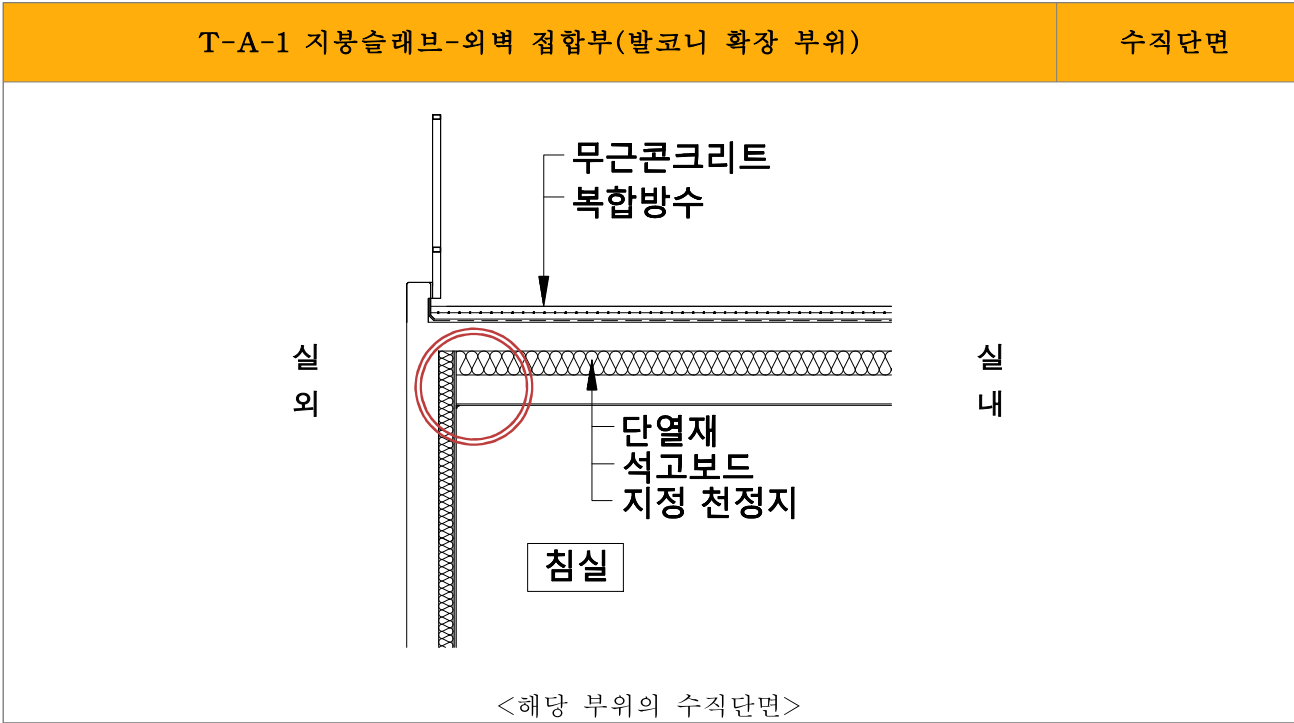 T-A-1 지붕슬래브-외벽 접합부(발코니 확장 부위)
수직단면
무근콘크리트
복합방수
실외
실내
단열재
석고보드
지정 천정지
침실
<해당 부위의 수직단면>